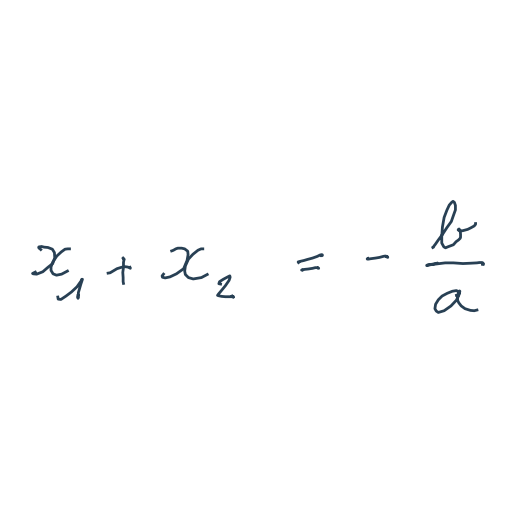 x₁ + x₂ = - b/a